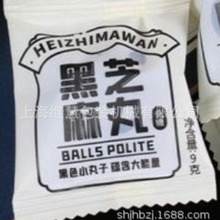 HEIZHIMAWAN
黑芝
麻丸
BALLS POLITE
黑色小丸子 蕴含大能量
净含量:9克
shjhbzj.1688.com